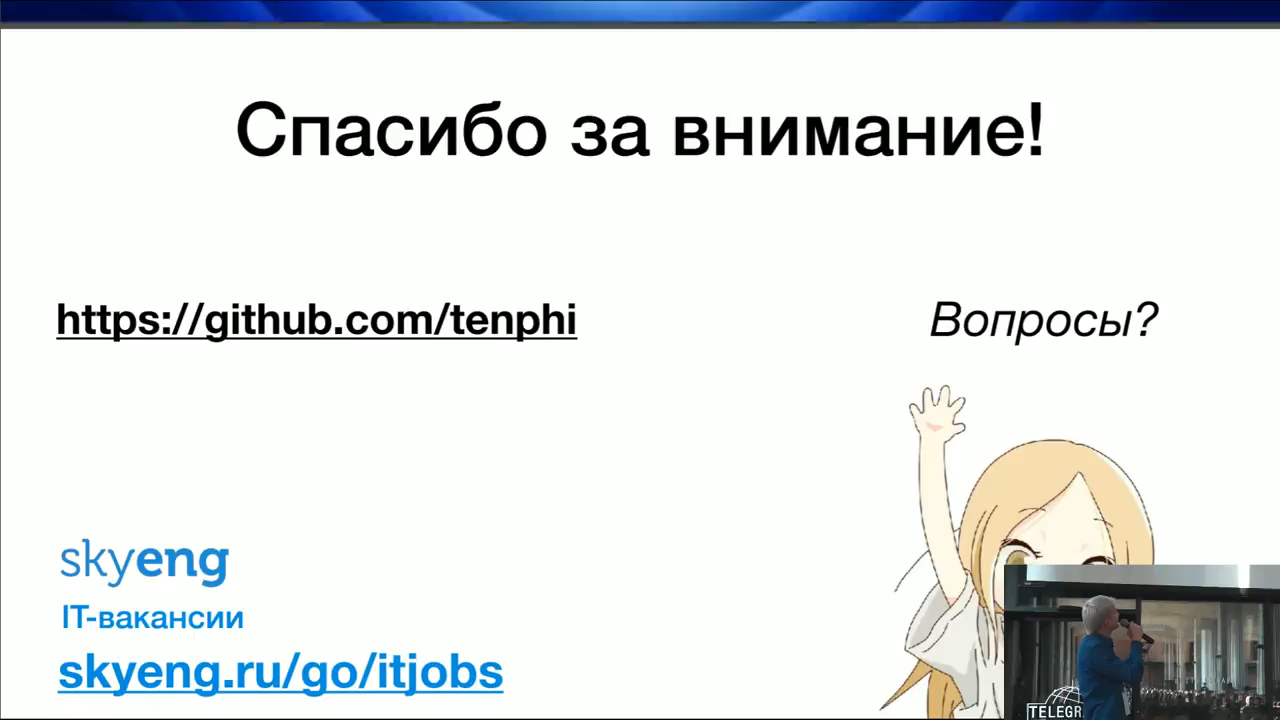 Спасибо за внимание!
https://github.com/tenphi
Вопросы?
skyeng
IT-вакансии
skyeng.ru/go/itjobs